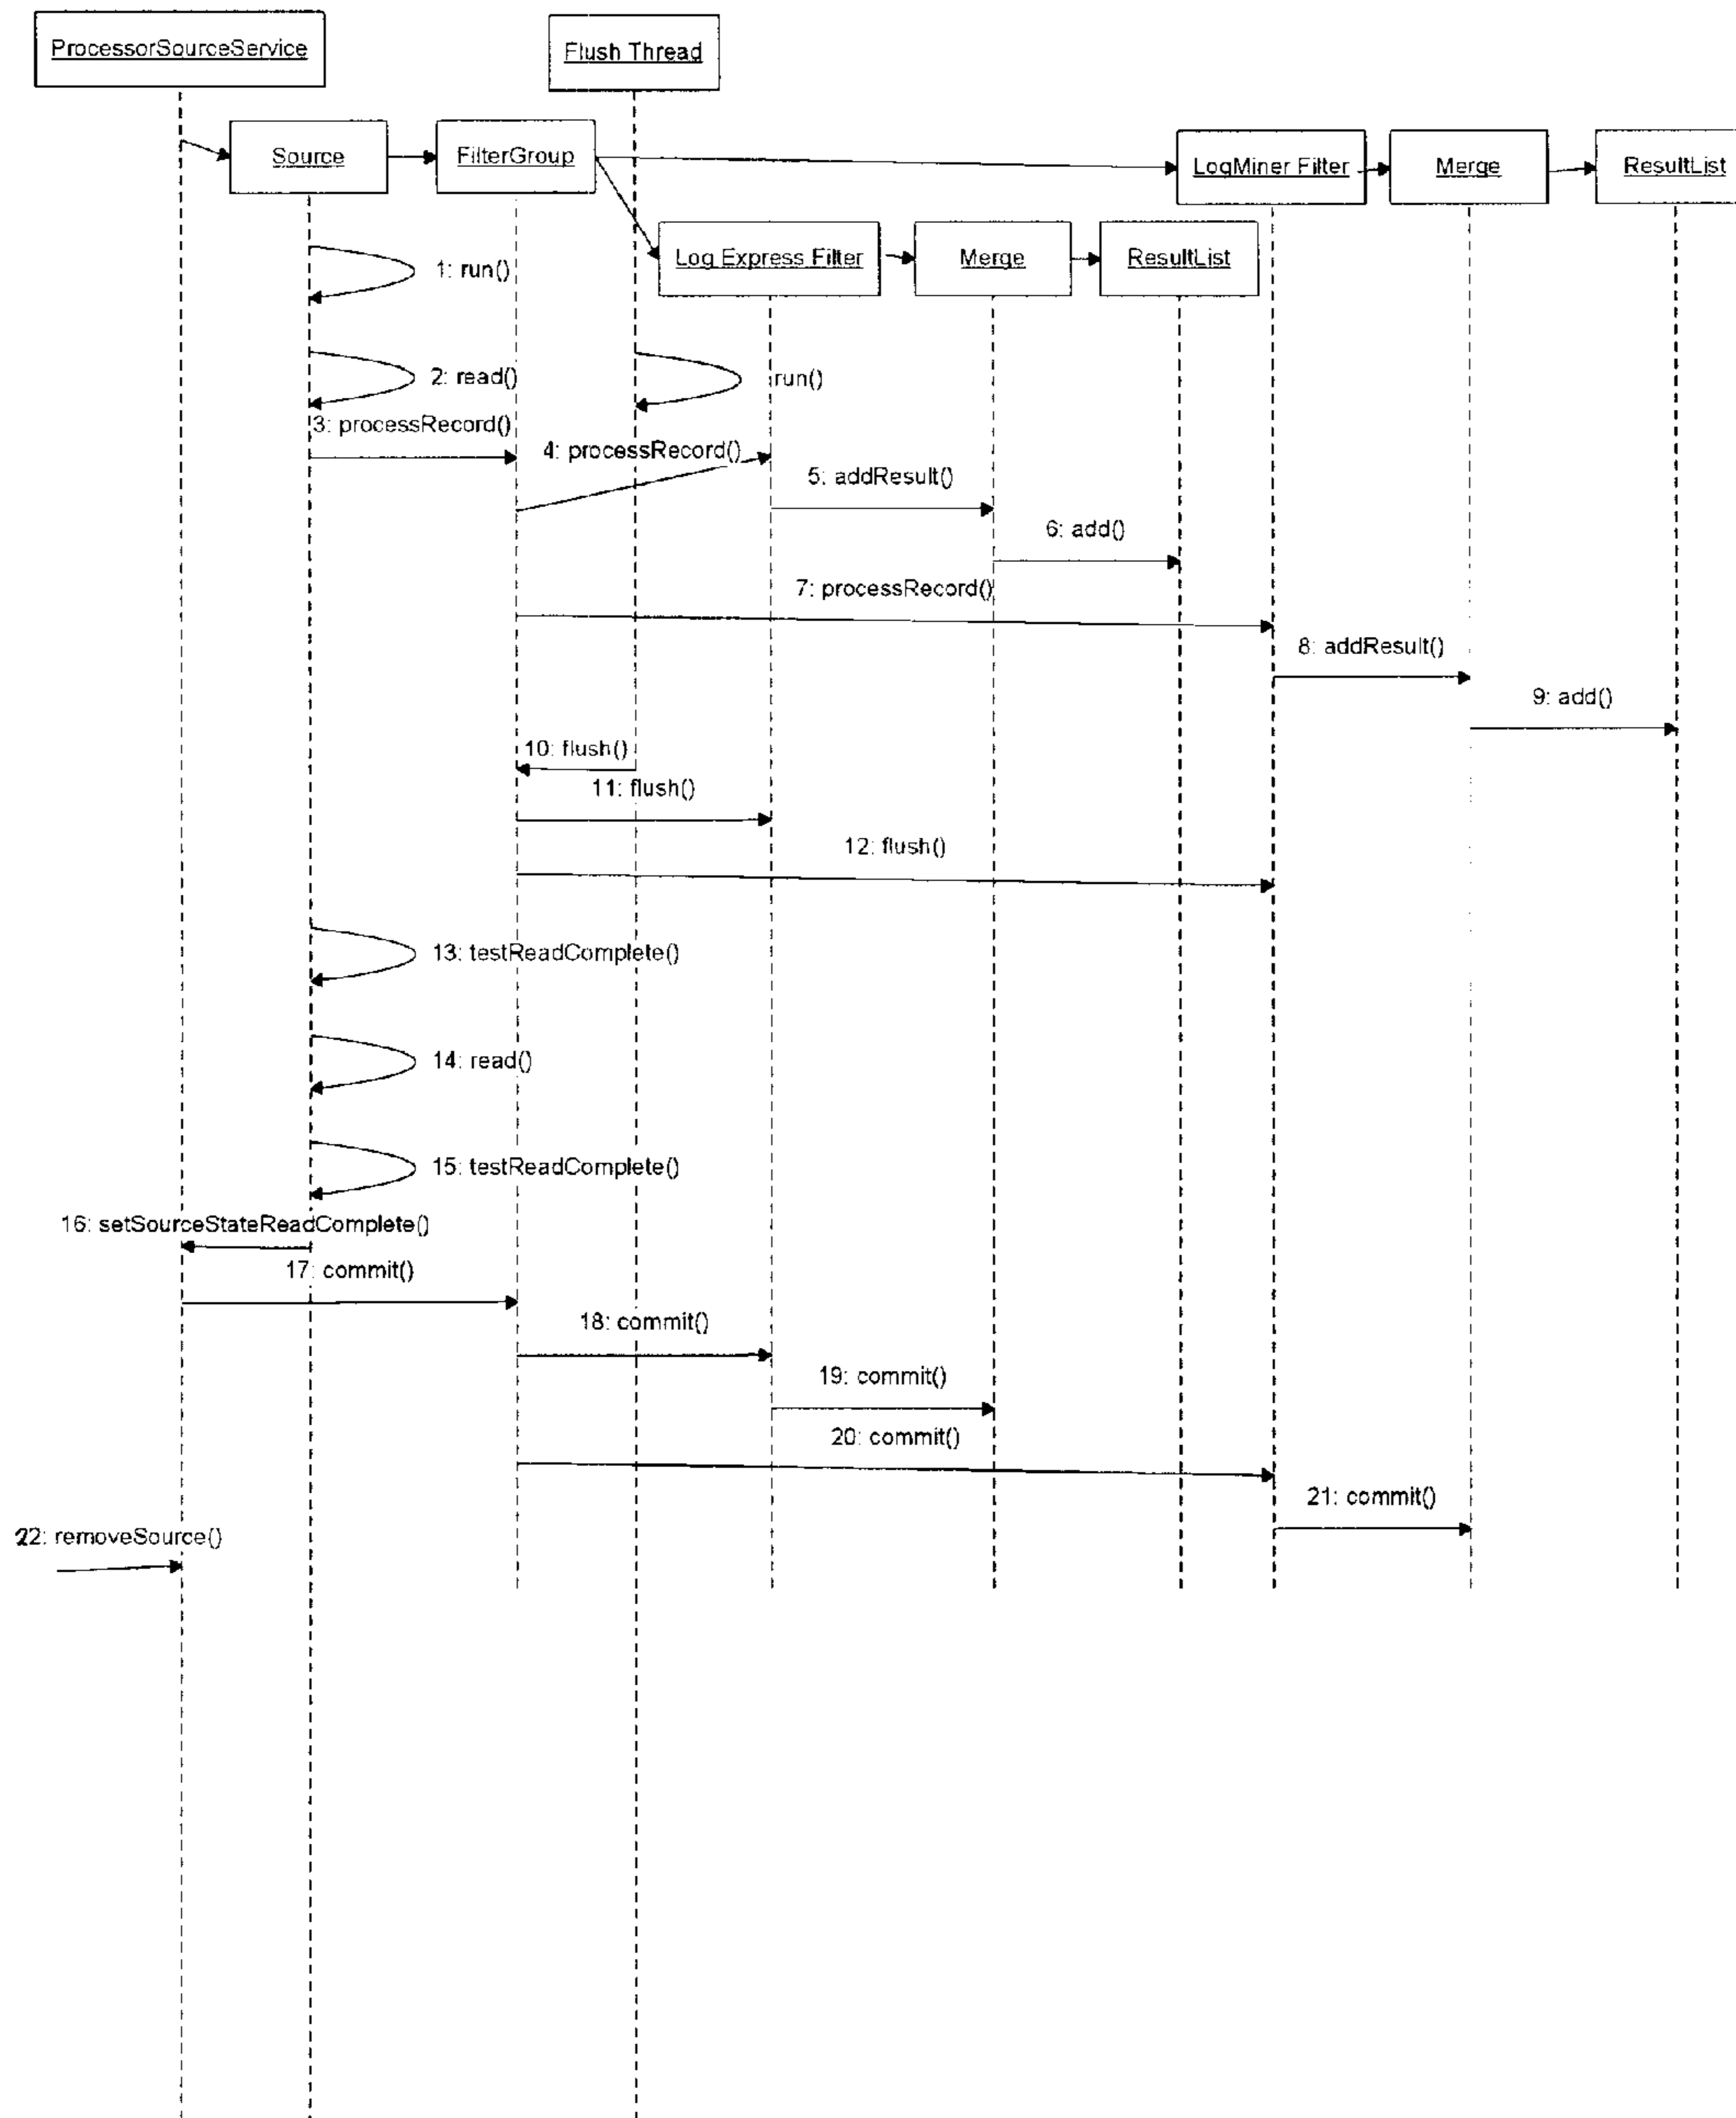 ProcessorSourceService
Flush Thread
Source
FilterGroup
LogMiner Filter
Merge
ResultList
Log Express Filter
Merge
ResultList
1: run()
2: read()
run()
3: processRecord()
4: processRecord()
5: addResult()
6: add()
7: processRecord()
8: addResult()
9: add()
10: flush()
11: flush()
12: flush()
13: testReadComplete()
14: read()
15: testReadComplete()
16: setSourceStateReadComplete()
17: commit()
18: commit()
19: commit()
20: commit()
21: commit()
22: removeSource()